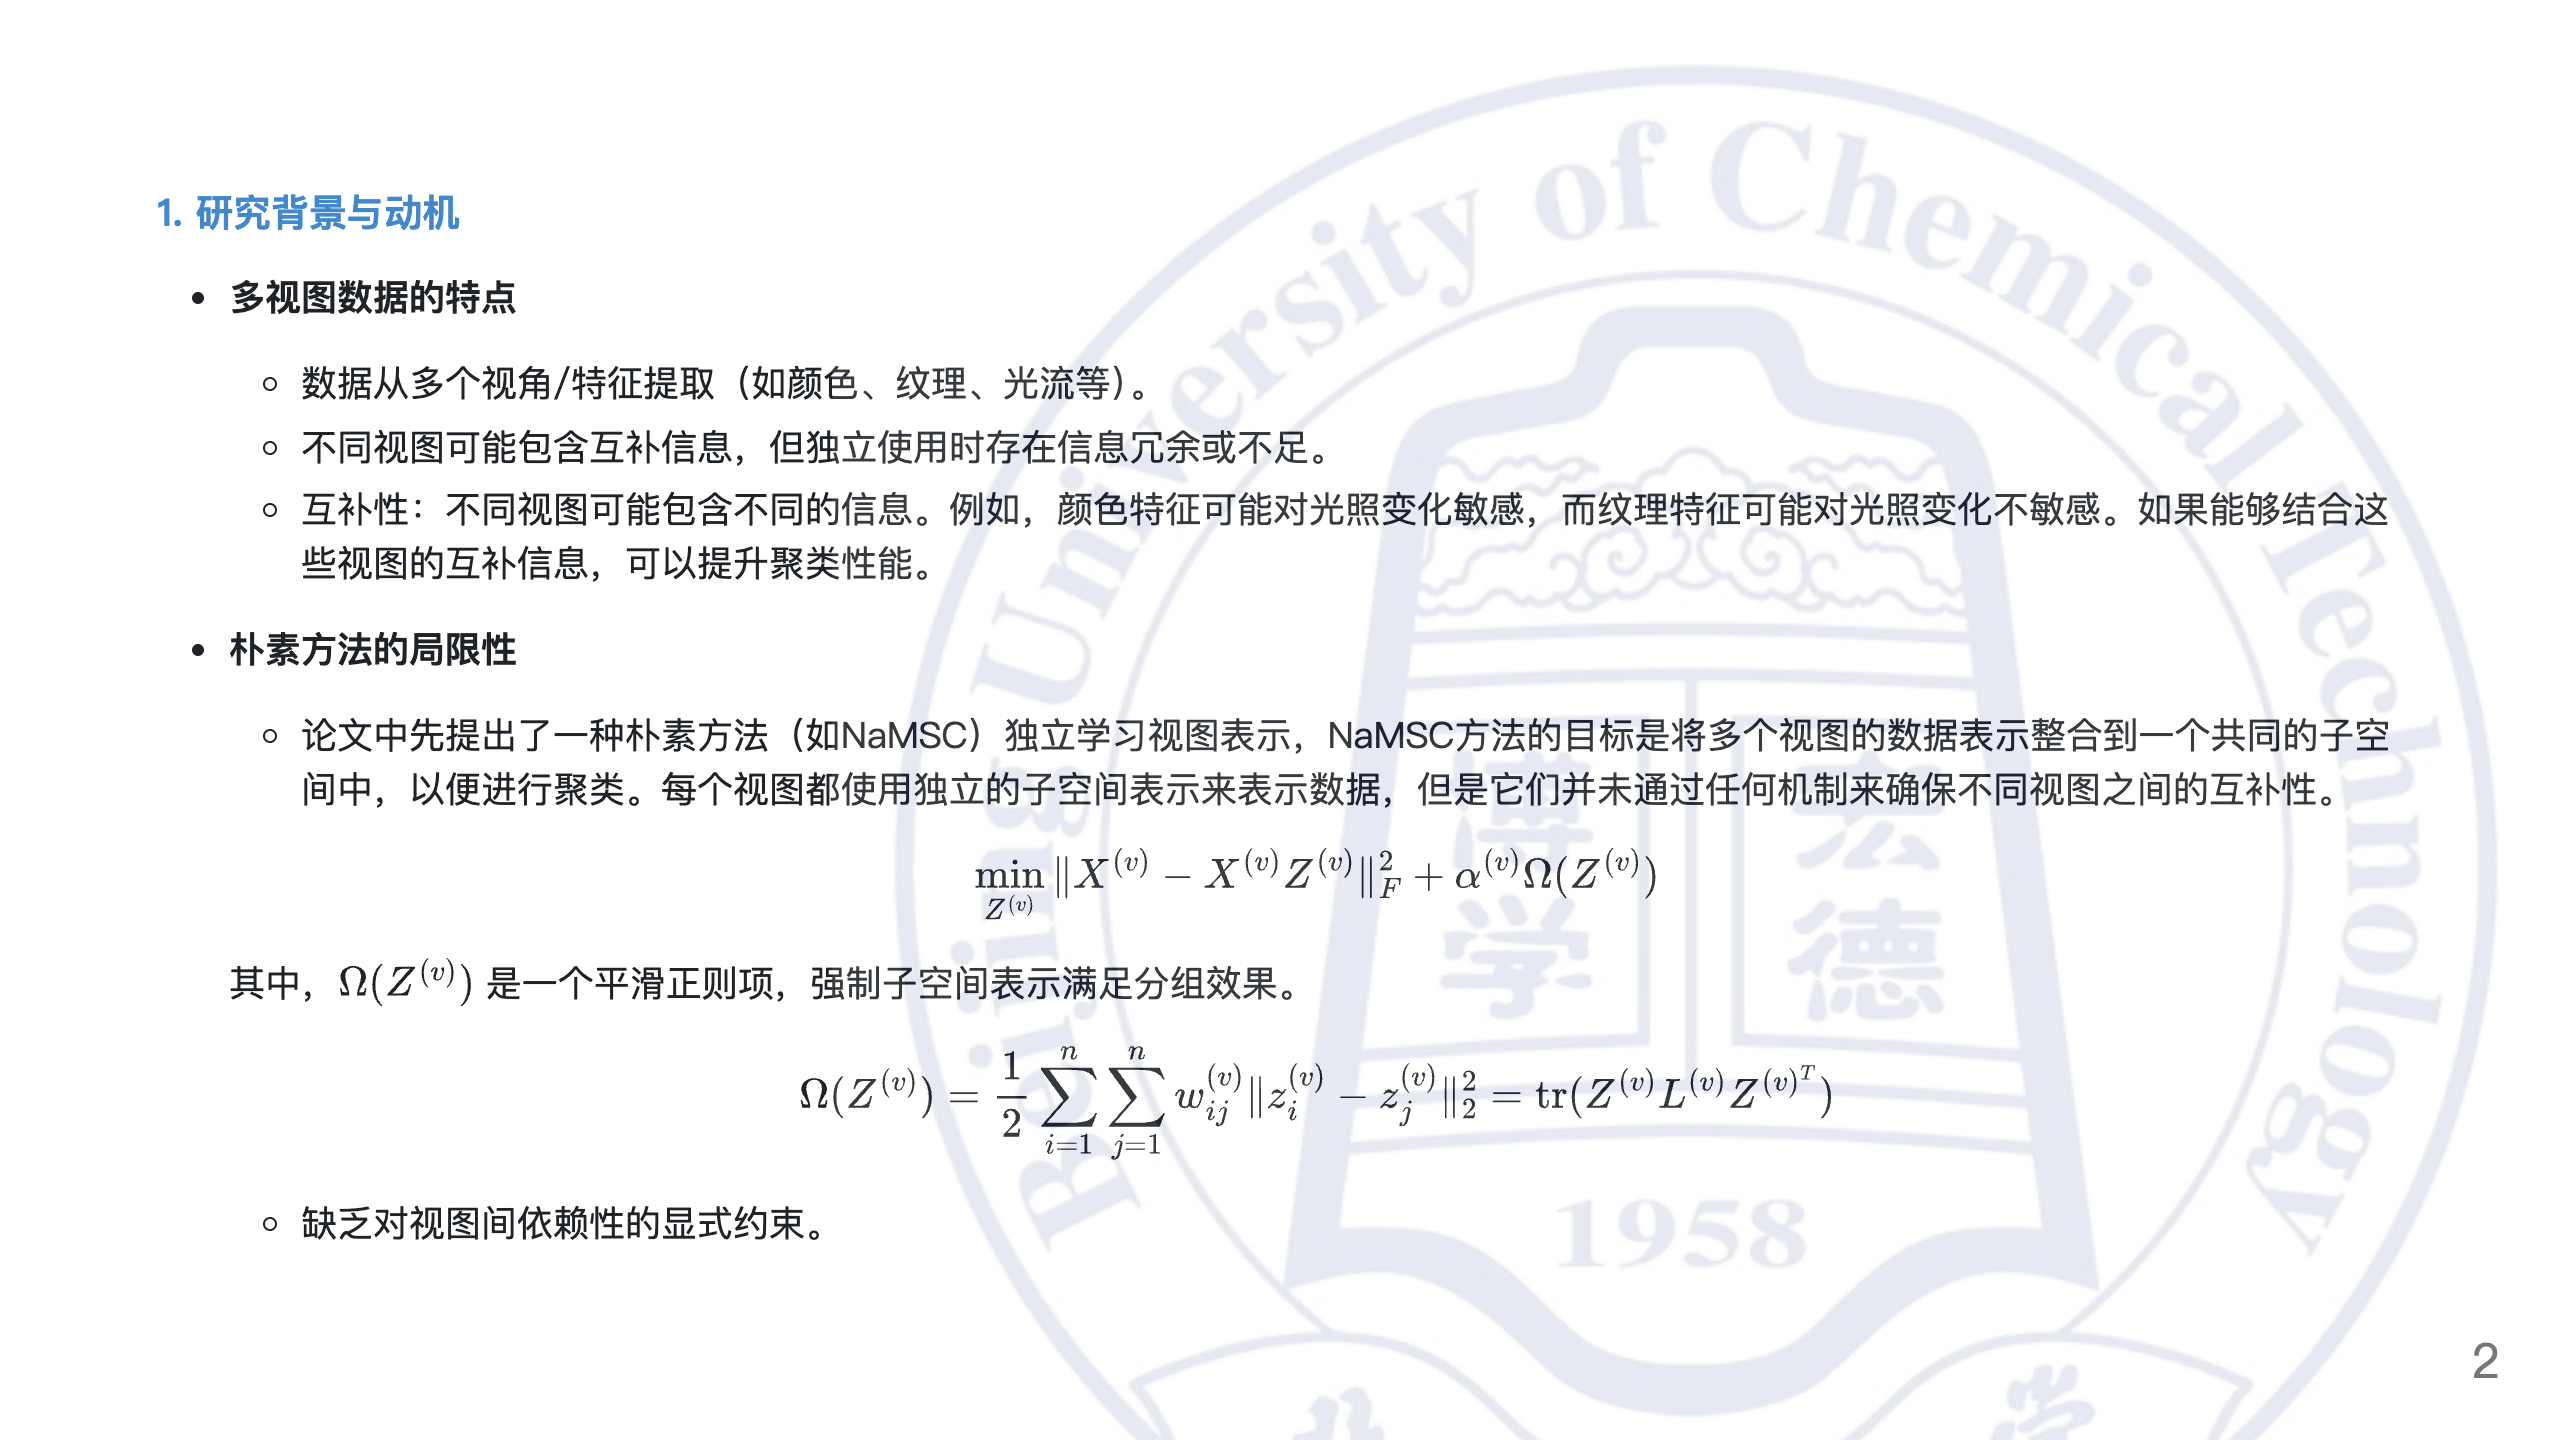 1. 研究背景与动机
• 多视图数据的特点
○ 数据从多个视角/特征提取（如颜色、纹理、光流等）。
○ 不同视图可能包含互补信息，但独立使用时存在信息冗余或不足。
○ 互补性：不同视图可能包含不同的信息。例如，颜色特征可能对光照变化敏感，而纹理特征可能对光照变化不敏感。如果能够结合这
些视图的互补信息，可以提升聚类性能。
• 朴素方法的局限性
○ 论文中先提出了一种朴素方法（如NaMSC）独立学习视图表示，NaMSC方法的目标是将多个视图的数据表示整合到一个共同的子空
间中，以便进行聚类。每个视图都使用独立的子空间表示来表示数据，但是它们并未通过任何机制来确保不同视图之间的互补性。
$\min_{Z^{(v)}} \|X^{(v)} - X^{(v)}Z^{(v)}\|_F^2 + \alpha^{(v)}\Omega(Z^{(v)})$
其中，$\Omega(Z^{(v)})$ 是一个平滑正则项，强制子空间表示满足分组效果。
$\Omega(Z^{(v)}) = \frac{1}{2}\sum_{i=1}^{n}\sum_{j=1}^{n} w_{ij}^{(v)}\|z_i^{(v)} - z_j^{(v)}\|_2^2 = \mathrm{tr}(Z^{(v)}L^{(v)}Z^{(v)^T})$
○ 缺乏对视图间依赖性的显式约束。
2
Beijing University of Chemical Technology
博学 宏德
1958